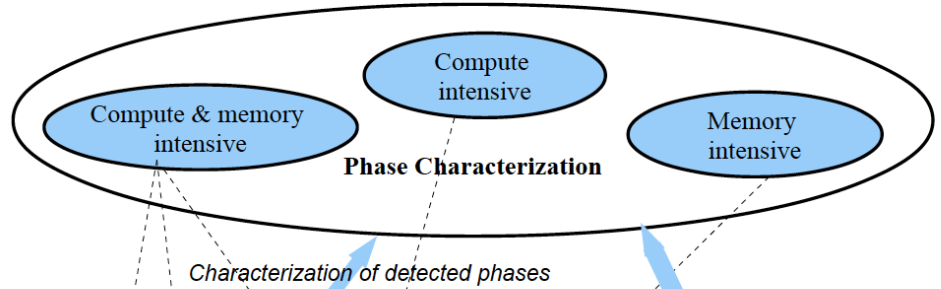 Compute
intensive
Compute & memory
intensive
Memory
intensive
Phase Characterization
Characterization of detected phases